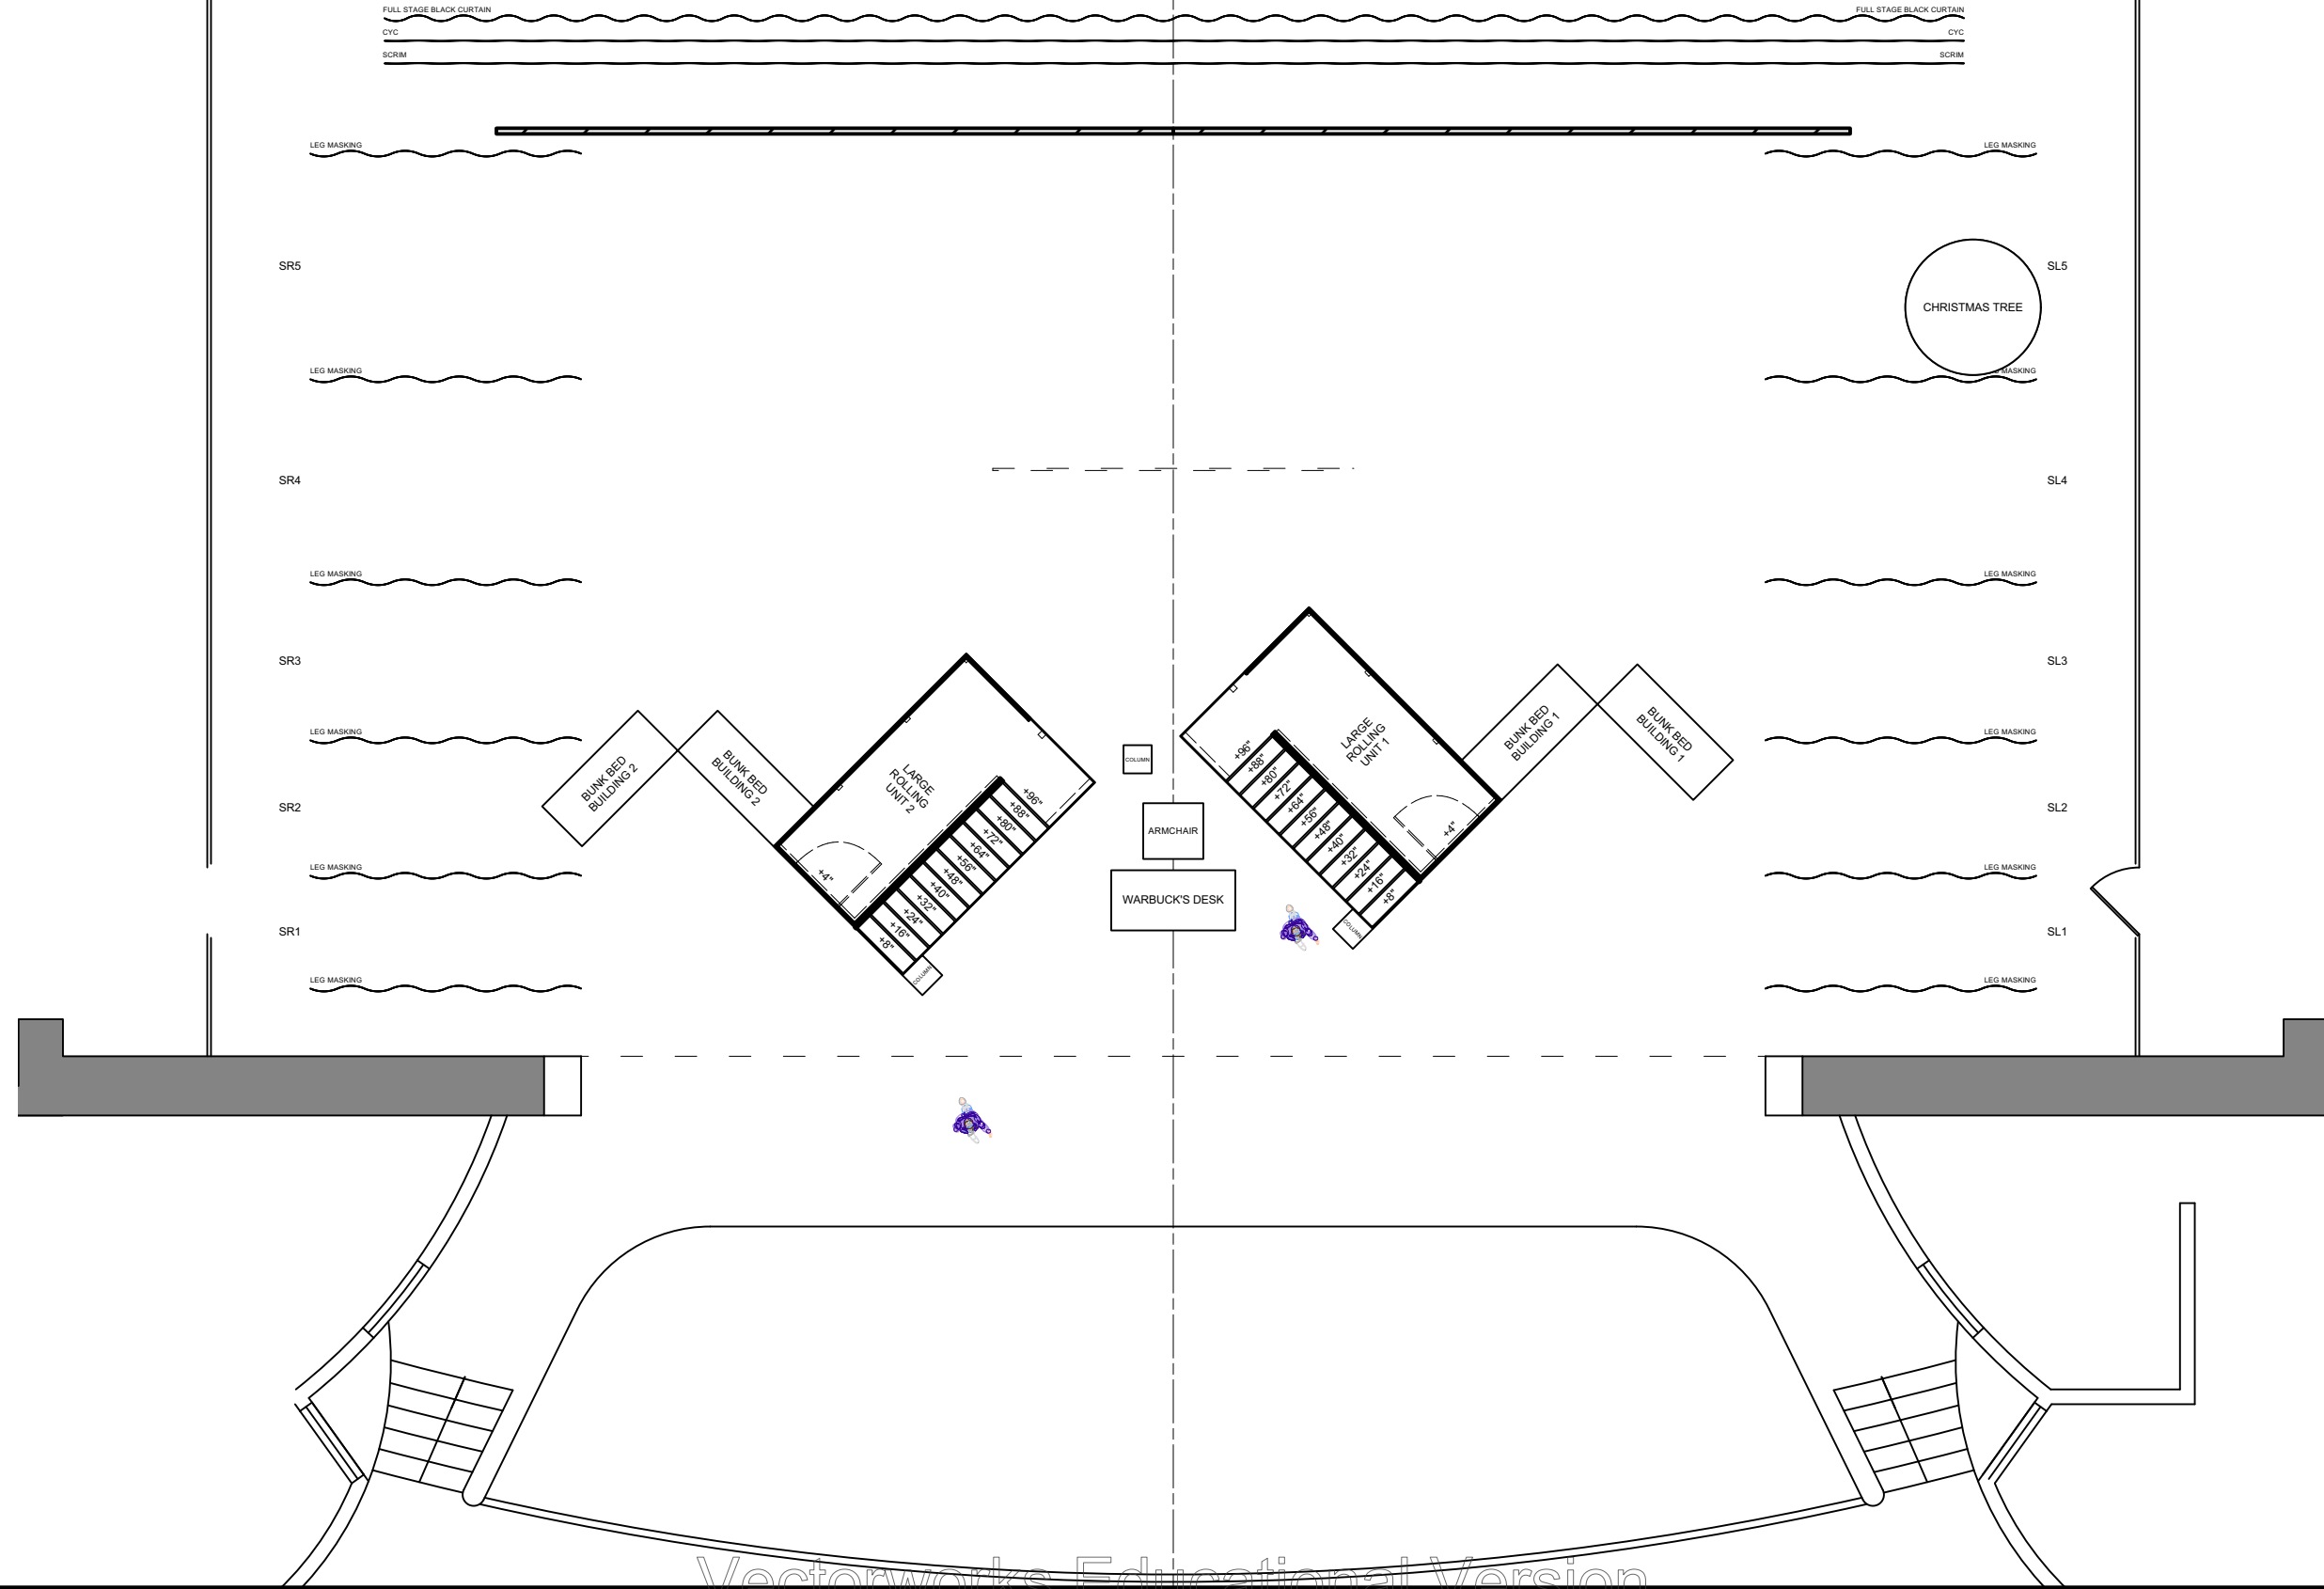 FULL STAGE BLACK CURTAIN
FULL STAGE BLACK CURTAIN
CYC
CYC
SCRIM
SCRIM
LEG MASKING
LEG MASKING
SR5
SL5
CHRISTMAS TREE
LEG MASKING
MASKING
SR4
SL4
LEG MASKING
LEG MASKING
SR3
SL3
LEG MASKING
LEG MASKING
BUNK BED
BUILDING 2
BUNK BED
BUILDING 2
LARGE
ROLLING
UNIT 2
+96"
+88"
+80"
+72"
+64"
+56"
+48"
+40"
+32"
+24"
+16"
+8"
+4"
COLUMN
COLUMN
ARMCHAIR
WARBUCK'S DESK
LARGE
ROLLING
UNIT 1
+96"
+88"
+80"
+72"
+64"
+56"
+48"
+40"
+32"
+24"
+16"
+8"
+4"
COLUMN
BUNK BED
BUILDING 1
BUNK BED
BUILDING 1
SR2
SL2
LEG MASKING
LEG MASKING
SR1
SL1
LEG MASKING
LEG MASKING
Vectorworks Educational Version